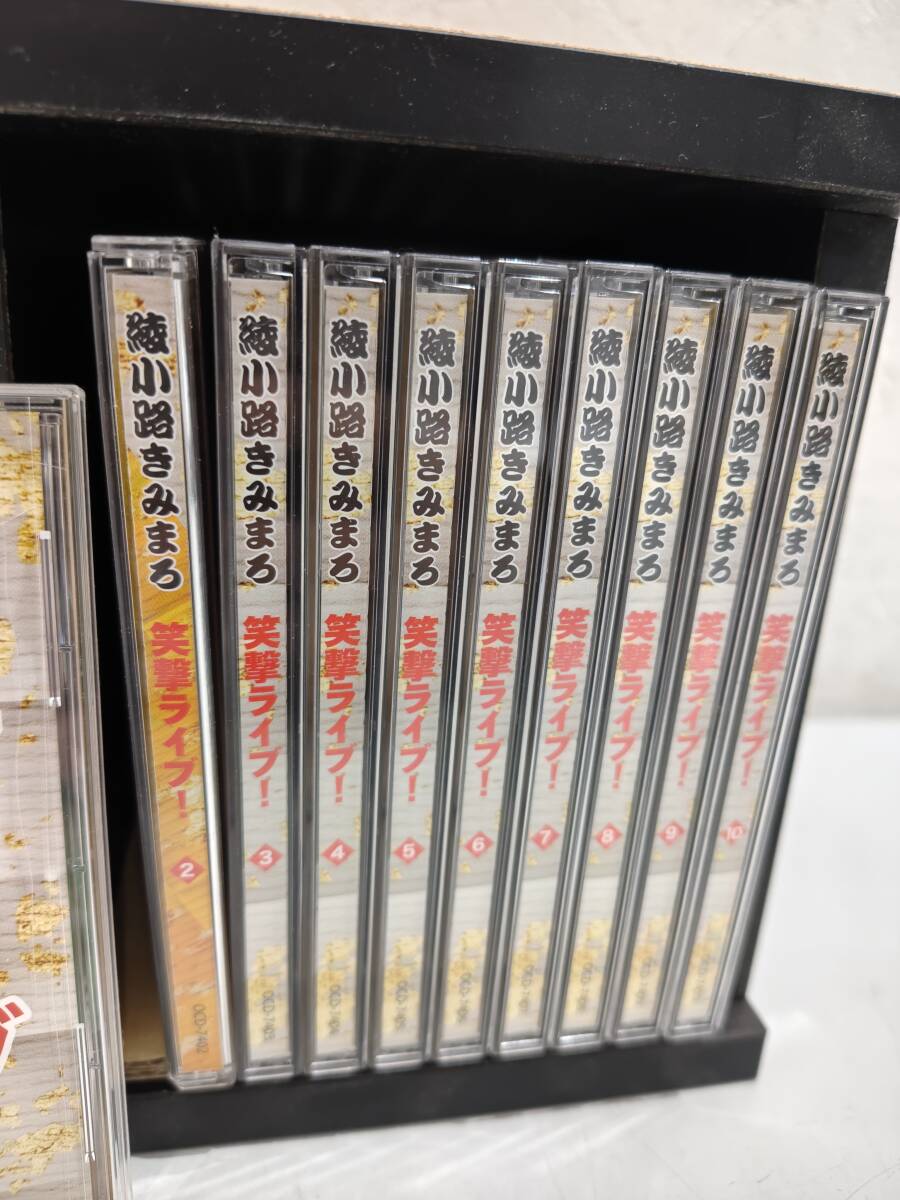 綾小路きみまろ 笑撃ライブ! 2 OCD-7402
綾小路きみまろ 笑撃ライブ! 3 OCD-7403
綾小路きみまろ 笑撃ライブ! 4
綾小路きみまろ 笑撃ライブ! 5
綾小路きみまろ 笑撃ライブ! 6
綾小路きみまろ 笑撃ライブ! 7
綾小路きみまろ 笑撃ライブ! 8
綾小路きみまろ 笑撃ライブ! 9
綾小路きみまろ 笑撃ライブ! 10